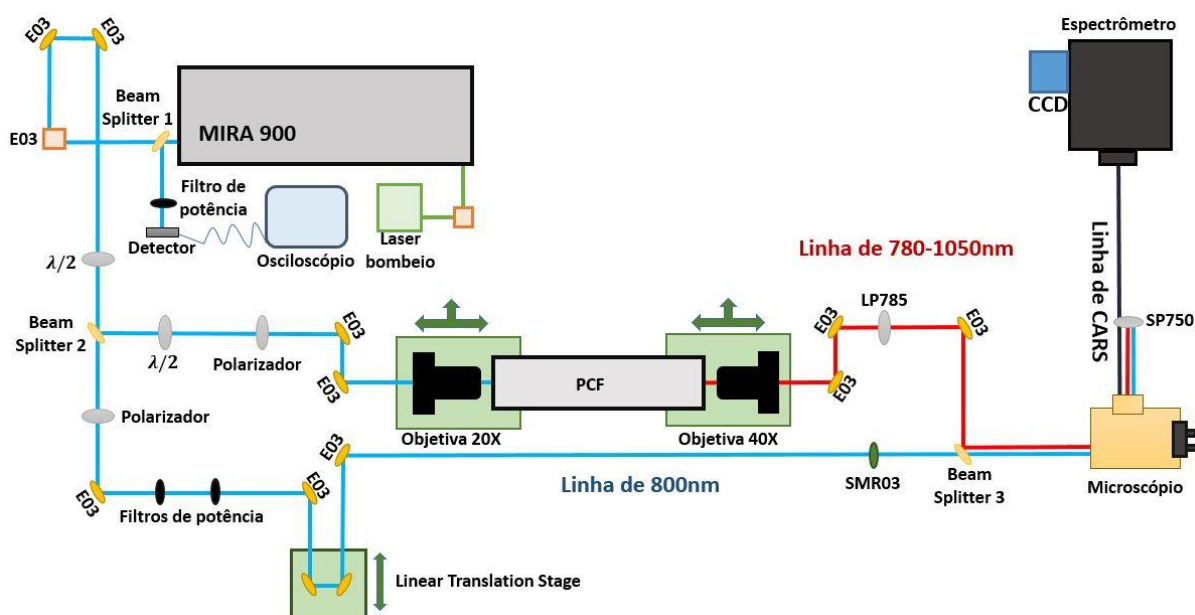 Espectrômetro
CCD
E03
E03
Beam
Splitter 1
E03
MIRA 900
Filtro de
potência
Detector
Osciloscópio
Laser
bombeio
λ/2
Linha de 780-1050nm
Linha de CARS
LP785
SP750
E03
E03
Beam
Splitter 2
λ/2
Polarizador
E03
E03
PCF
E03
Objetiva 20X
Objetiva 40X
Polarizador
E03
E03
E03
Filtros de potência
Linha de 800nm
SMR03
Beam
Splitter 3
Microscópio
Linear Translation Stage